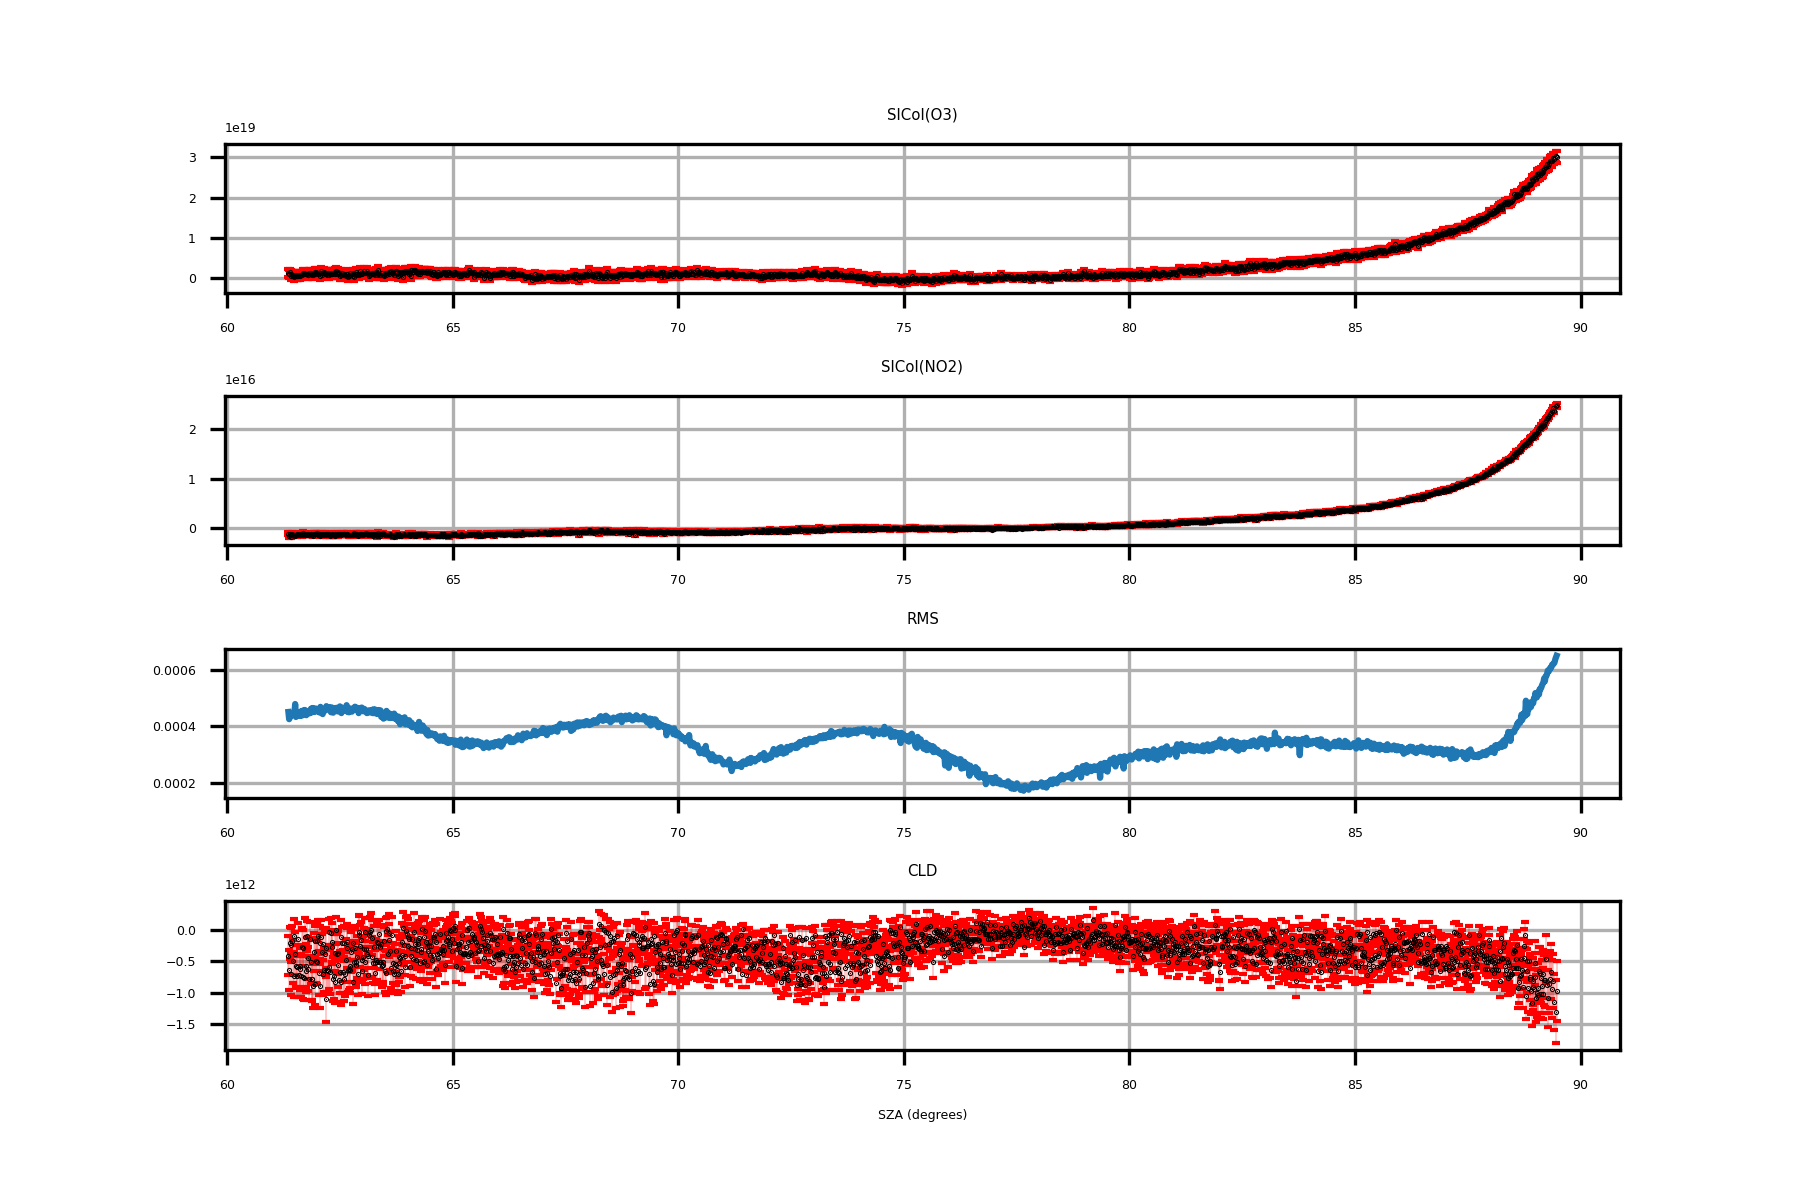 SlCol(O3)
1e19
3
2
1
0
60 65 70 75 80 85 90
SlCol(NO2)
1e16
2
1
0
60 65 70 75 80 85 90
RMS
0.0006
0.0004
0.0002
60 65 70 75 80 85 90
CLD
1e12
0.0
−0.5
−1.0
−1.5
60 65 70 75 80 85 90
SZA (degrees)